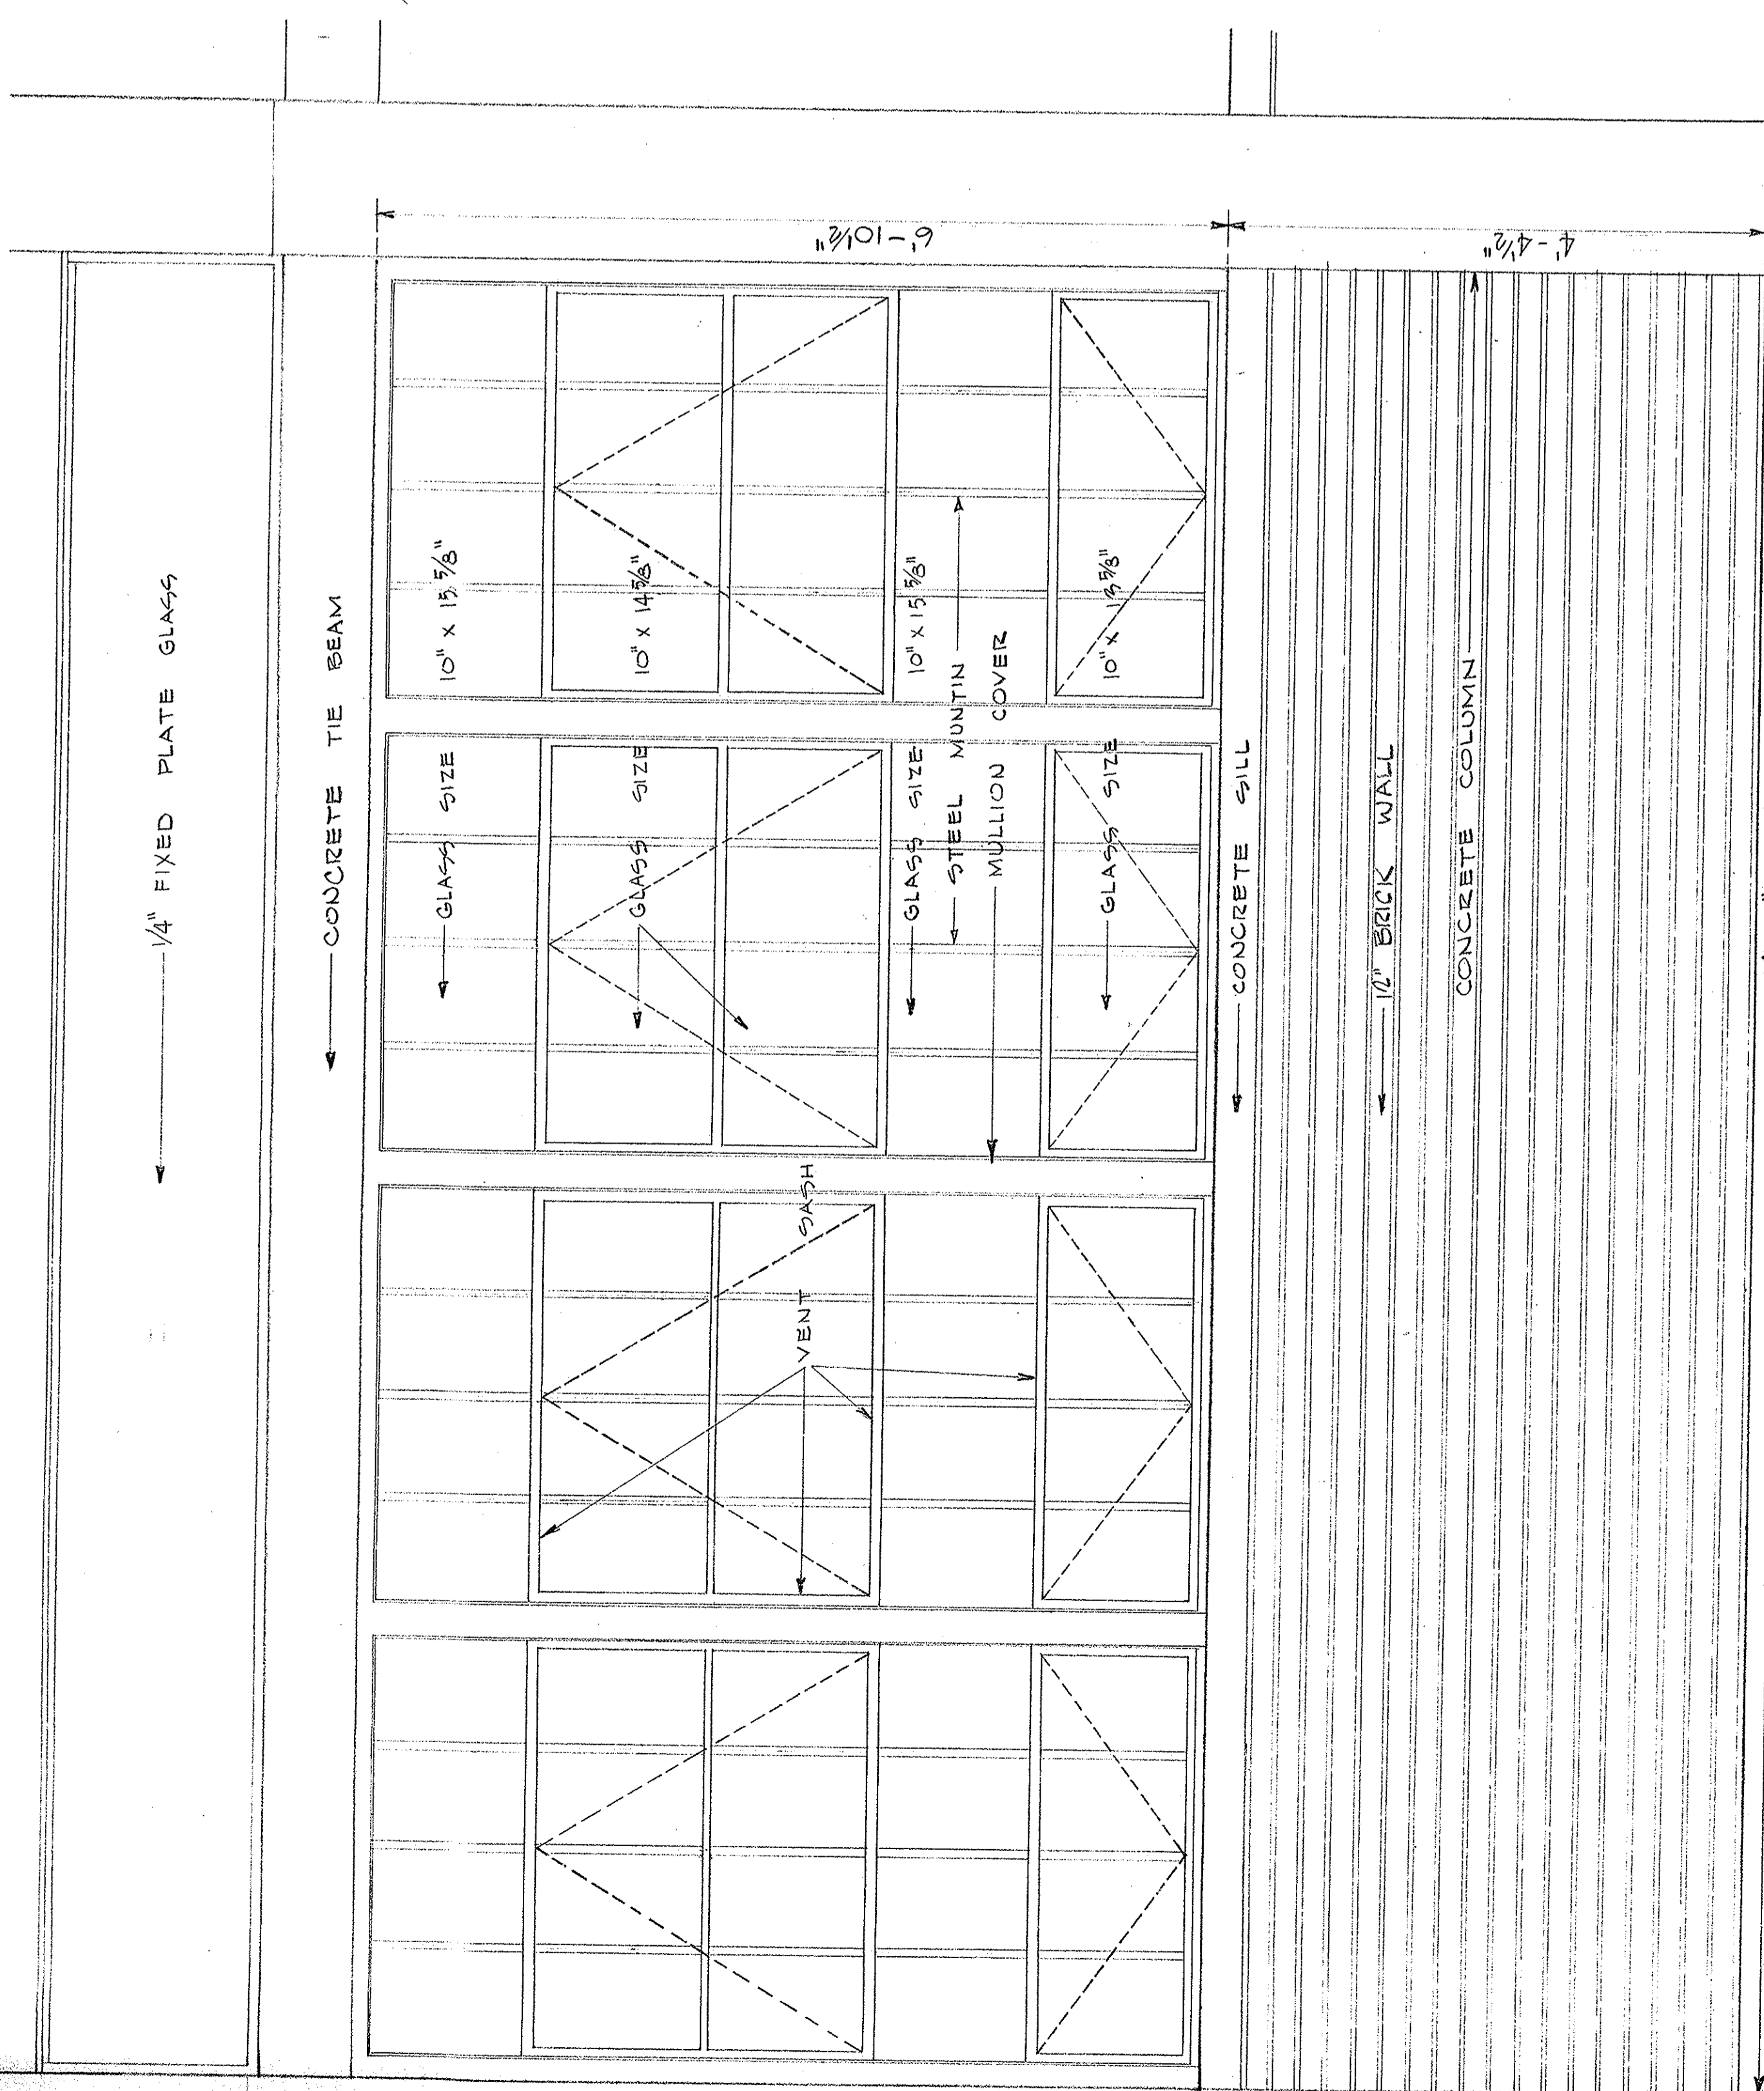 1/4" FIXED PLATE GLASS
CONCRETE TIE BEAM
GLASS SIZE 10" X 15 5/8"
GLASS SIZE 10" X 14 5/8"
VENT SASH
GLASS SIZE 10" X 15 5/8"
STEEL MUNTIN
MULLION COVER
GLASS SIZE 10" X 13 5/8"
CONCRETE SILL
12" BRICK WALL
CONCRETE COLUMN
6'-10 1/2"
4'-4 1/2"